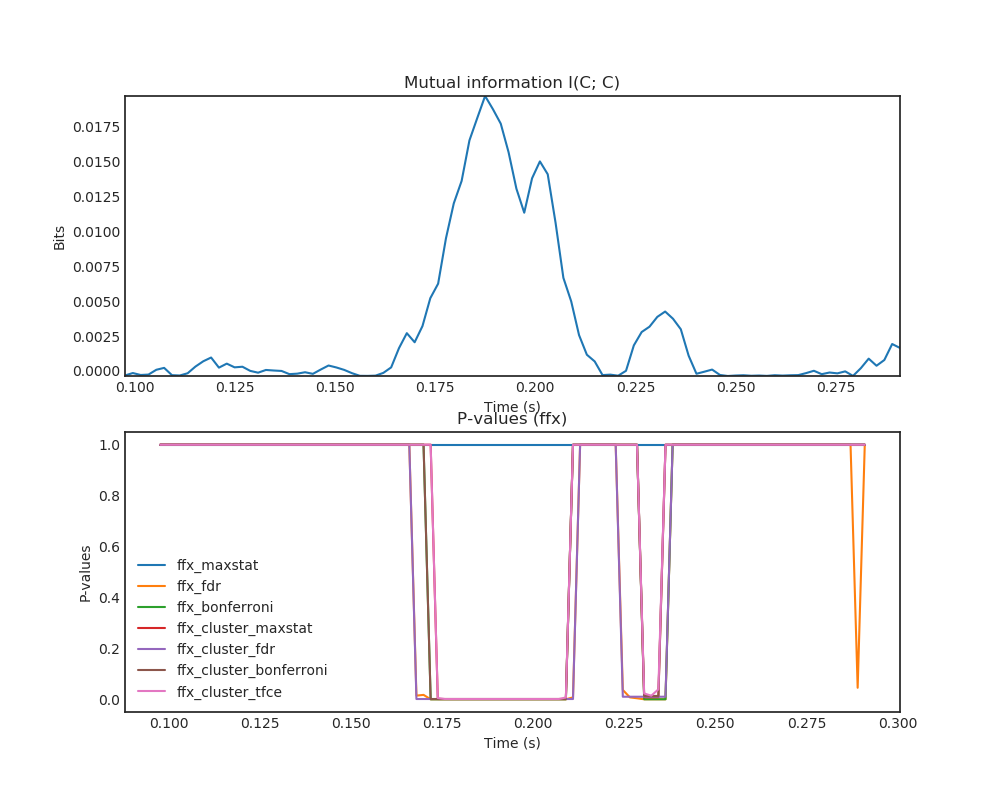 Mutual information I(C; C)
0.0175
0.0150
0.0125
0.0100
0.0075
0.0050
0.0025
0.0000
Bits
0.100 0.125 0.150 0.175 0.200 0.225 0.250 0.275
Time (s)
P-values (ffx)
1.0
0.8
0.6
0.4
0.2
0.0
P-values
ffx_maxstat
ffx_fdr
ffx_bonferroni
ffx_cluster_maxstat
ffx_cluster_fdr
ffx_cluster_bonferroni
ffx_cluster_tfce
0.100 0.125 0.150 0.175 0.200 0.225 0.250 0.275 0.300
Time (s)